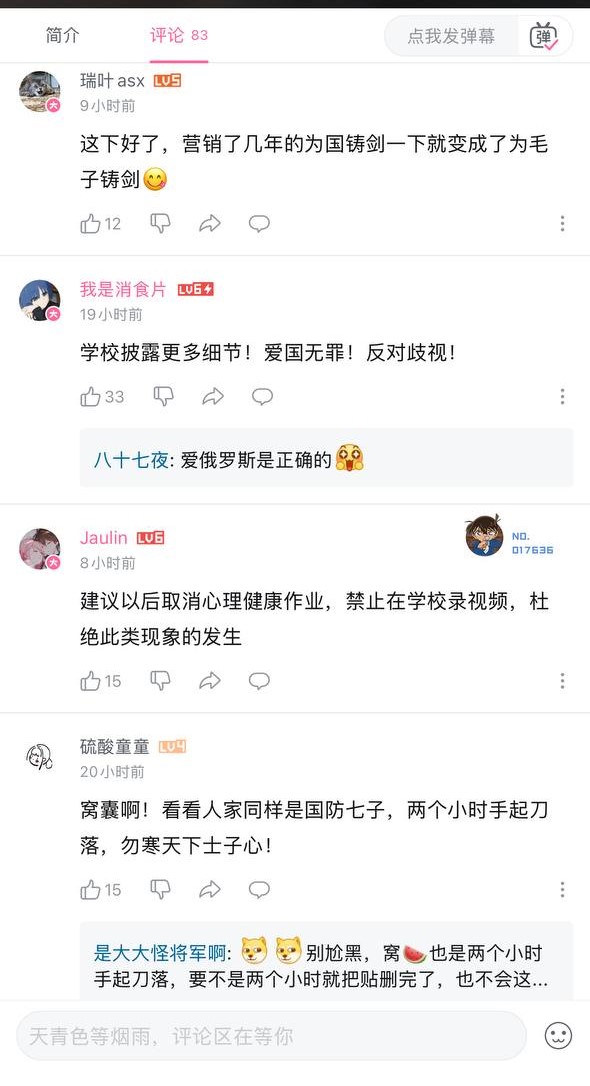 简介 评论 83 点我发弹幕 弹
瑞叶asx LV5
大
9小时前
这下好了，营销了几年的为国铸剑一下就变成了为毛
子铸剑😋
12
我是消食片 LV6
大
19小时前
学校披露更多细节！爱国无罪！反对歧视！
33
八十七夜: 爱俄罗斯是正确的
Jaulin LV6
NO.
017636
大
8小时前
建议以后取消心理健康作业，禁止在学校录视频，杜
绝此类现象的发生
15
硫酸童童 LV4
20小时前
窝囊啊！看看人家同样是国防七子，两个小时手起刀
落，勿寒天下士子心！
15
是大大怪将军啊: 别尬黑，窝🍉也是两个小时
手起刀落，要不是两个小时就把贴删完了，也不会这...
天青色等烟雨，评论区在等你